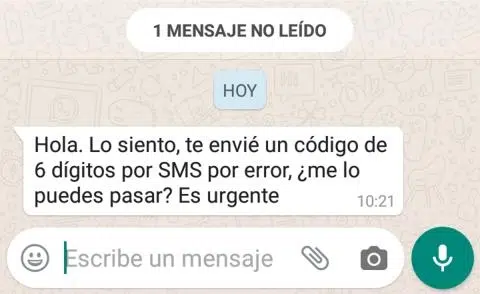 1 MENSAJE NO LEÍDO
HOY
Hola. Lo siento, te envié un código de
6 dígitos por SMS por error, ¿me lo
puedes pasar? Es urgente
10:21
Escribe un mensaje